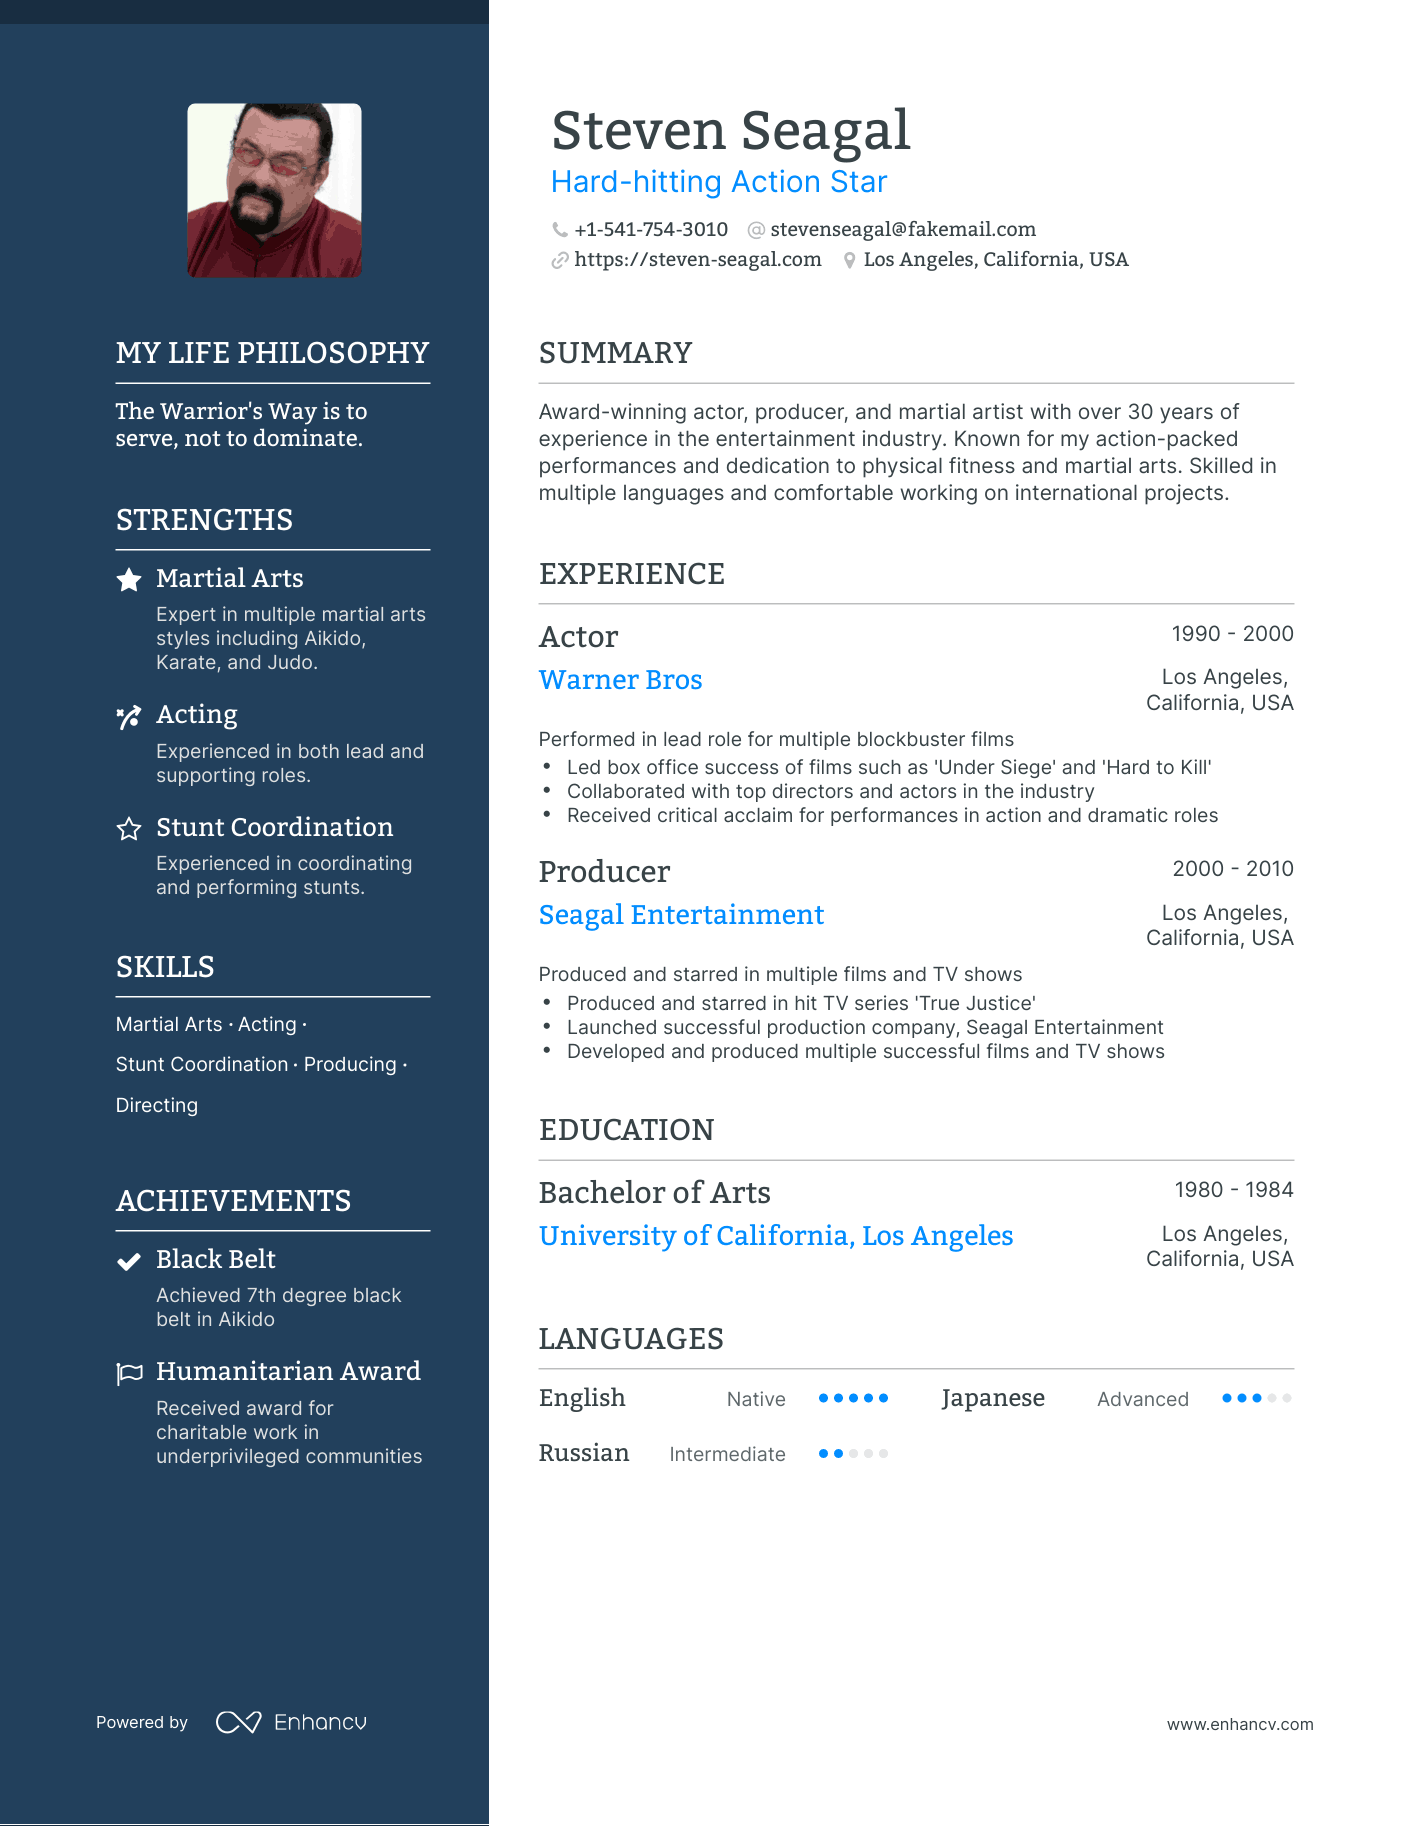 Steven Seagal
Hard-hitting Action Star
+1-541-754-3010 @ stevenseagal@fakemail.com
https://steven-seagal.com Los Angeles, California, USA
MY LIFE PHILOSOPHY
The Warrior's Way is to
serve, not to dominate.
STRENGTHS
Martial Arts
Expert in multiple martial arts
styles including Aikido,
Karate, and Judo.
Acting
Experienced in both lead and
supporting roles.
Stunt Coordination
Experienced in coordinating
and performing stunts.
SKILLS
Martial Arts · Acting ·
Stunt Coordination · Producing ·
Directing
ACHIEVEMENTS
Black Belt
Achieved 7th degree black
belt in Aikido
Humanitarian Award
Received award for
charitable work in
underprivileged communities
SUMMARY
Award-winning actor, producer, and martial artist with over 30 years of
experience in the entertainment industry. Known for my action-packed
performances and dedication to physical fitness and martial arts. Skilled in
multiple languages and comfortable working on international projects.
EXPERIENCE
Actor 1990 - 2000
Warner Bros Los Angeles,
California, USA
Performed in lead role for multiple blockbuster films
• Led box office success of films such as 'Under Siege' and 'Hard to Kill'
• Collaborated with top directors and actors in the industry
• Received critical acclaim for performances in action and dramatic roles
Producer 2000 - 2010
Seagal Entertainment Los Angeles,
California, USA
Produced and starred in multiple films and TV shows
• Produced and starred in hit TV series 'True Justice'
• Launched successful production company, Seagal Entertainment
• Developed and produced multiple successful films and TV shows
EDUCATION
Bachelor of Arts 1980 - 1984
University of California, Los Angeles Los Angeles,
California, USA
LANGUAGES
English Native Japanese Advanced
Russian Intermediate
Powered by Enhancv
www.enhancv.com